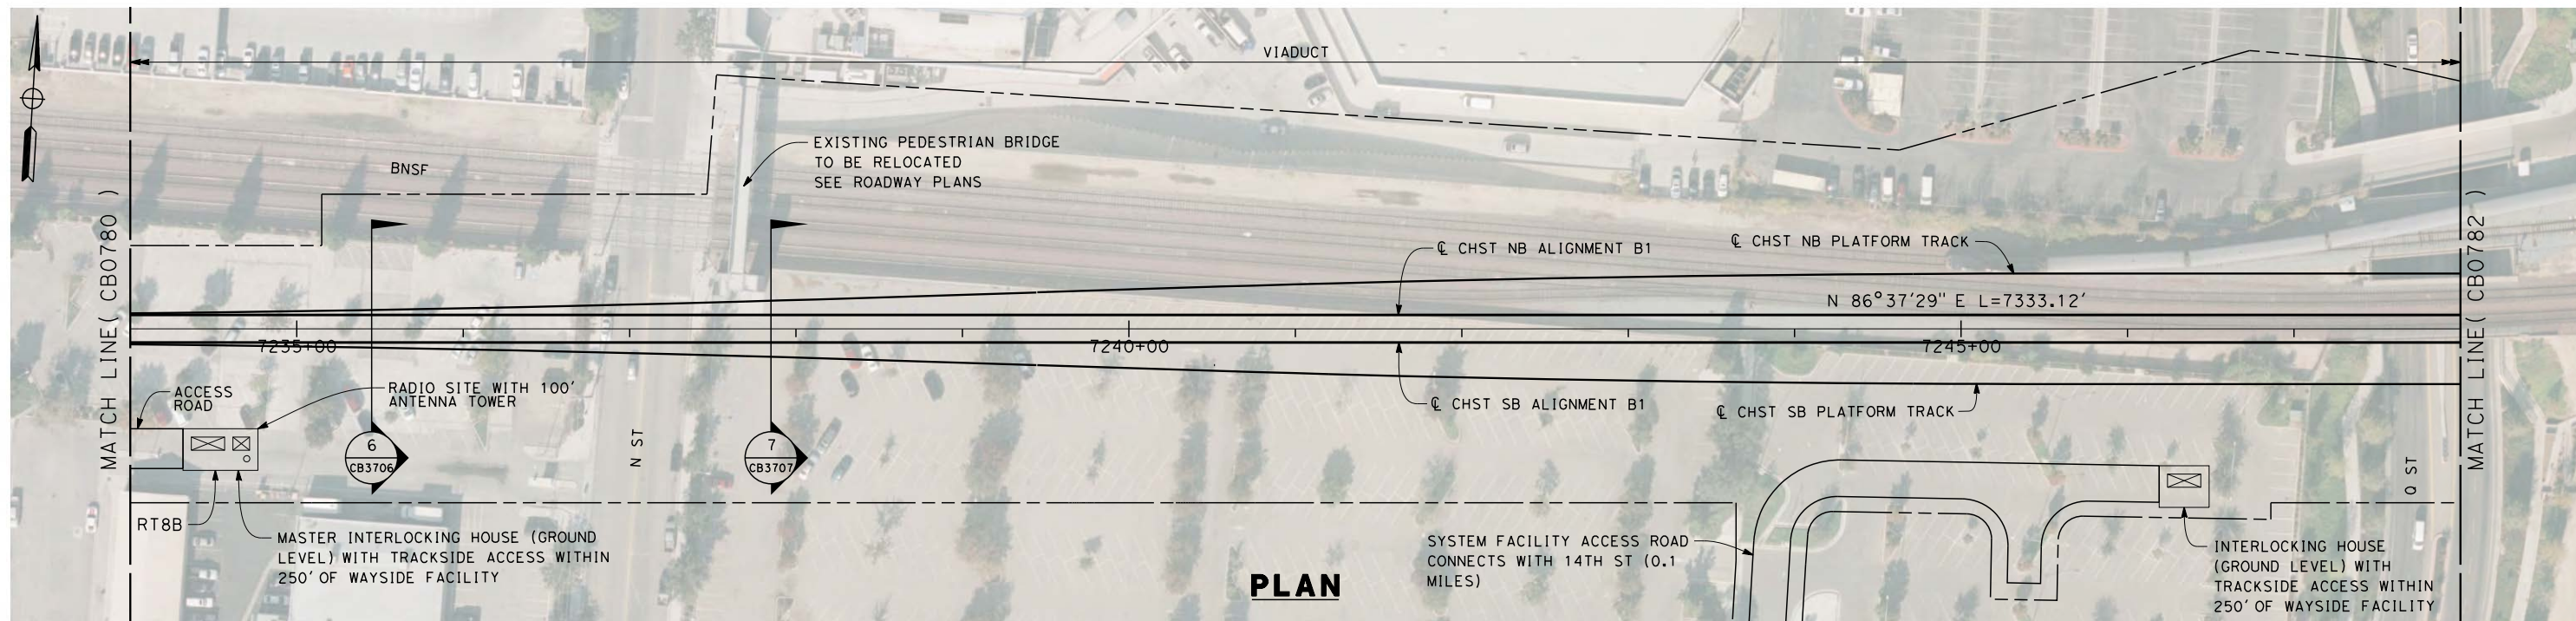 VIADUCT
BNSF
EXISTING PEDESTRIAN BRIDGE
TO BE RELOCATED
SEE ROADWAY PLANS
MATCH LINE( CB0780 )
℄ CHST NB ALIGNMENT B1
℄ CHST NB PLATFORM TRACK
N 86°37'29" E L=7333.12'
7235+00
7240+00
7245+00
MATCH LINE( CB0782 )
ACCESS
ROAD
RADIO SITE WITH 100'
ANTENNA TOWER
℄ CHST SB ALIGNMENT B1
℄ CHST SB PLATFORM TRACK
6
CB3706
N ST
7
CB3707
Q ST
RT8B
MASTER INTERLOCKING HOUSE (GROUND
LEVEL) WITH TRACKSIDE ACCESS WITHIN
250' OF WAYSIDE FACILITY
SYSTEM FACILITY ACCESS ROAD
CONNECTS WITH 14TH ST (0.1
MILES)
INTERLOCKING HOUSE
(GROUND LEVEL) WITH
TRACKSIDE ACCESS WITHIN
250' OF WAYSIDE FACILITY
PLAN